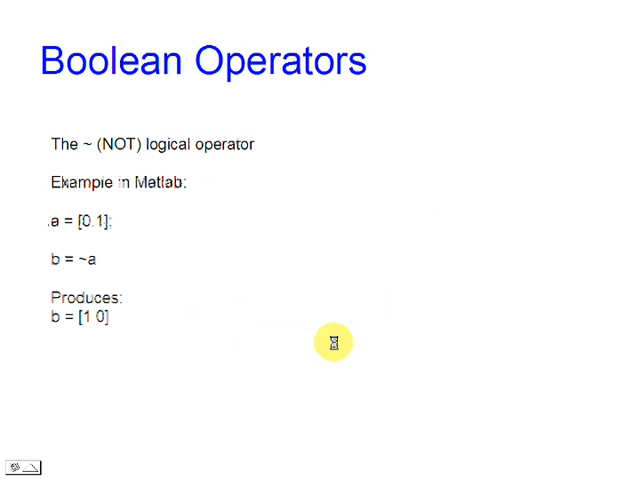 Boolean Operators
The ~ (NOT) logical operator
Example in Matlab:
a = [0.1];
b = ~a
Produces:
b = [1 0]